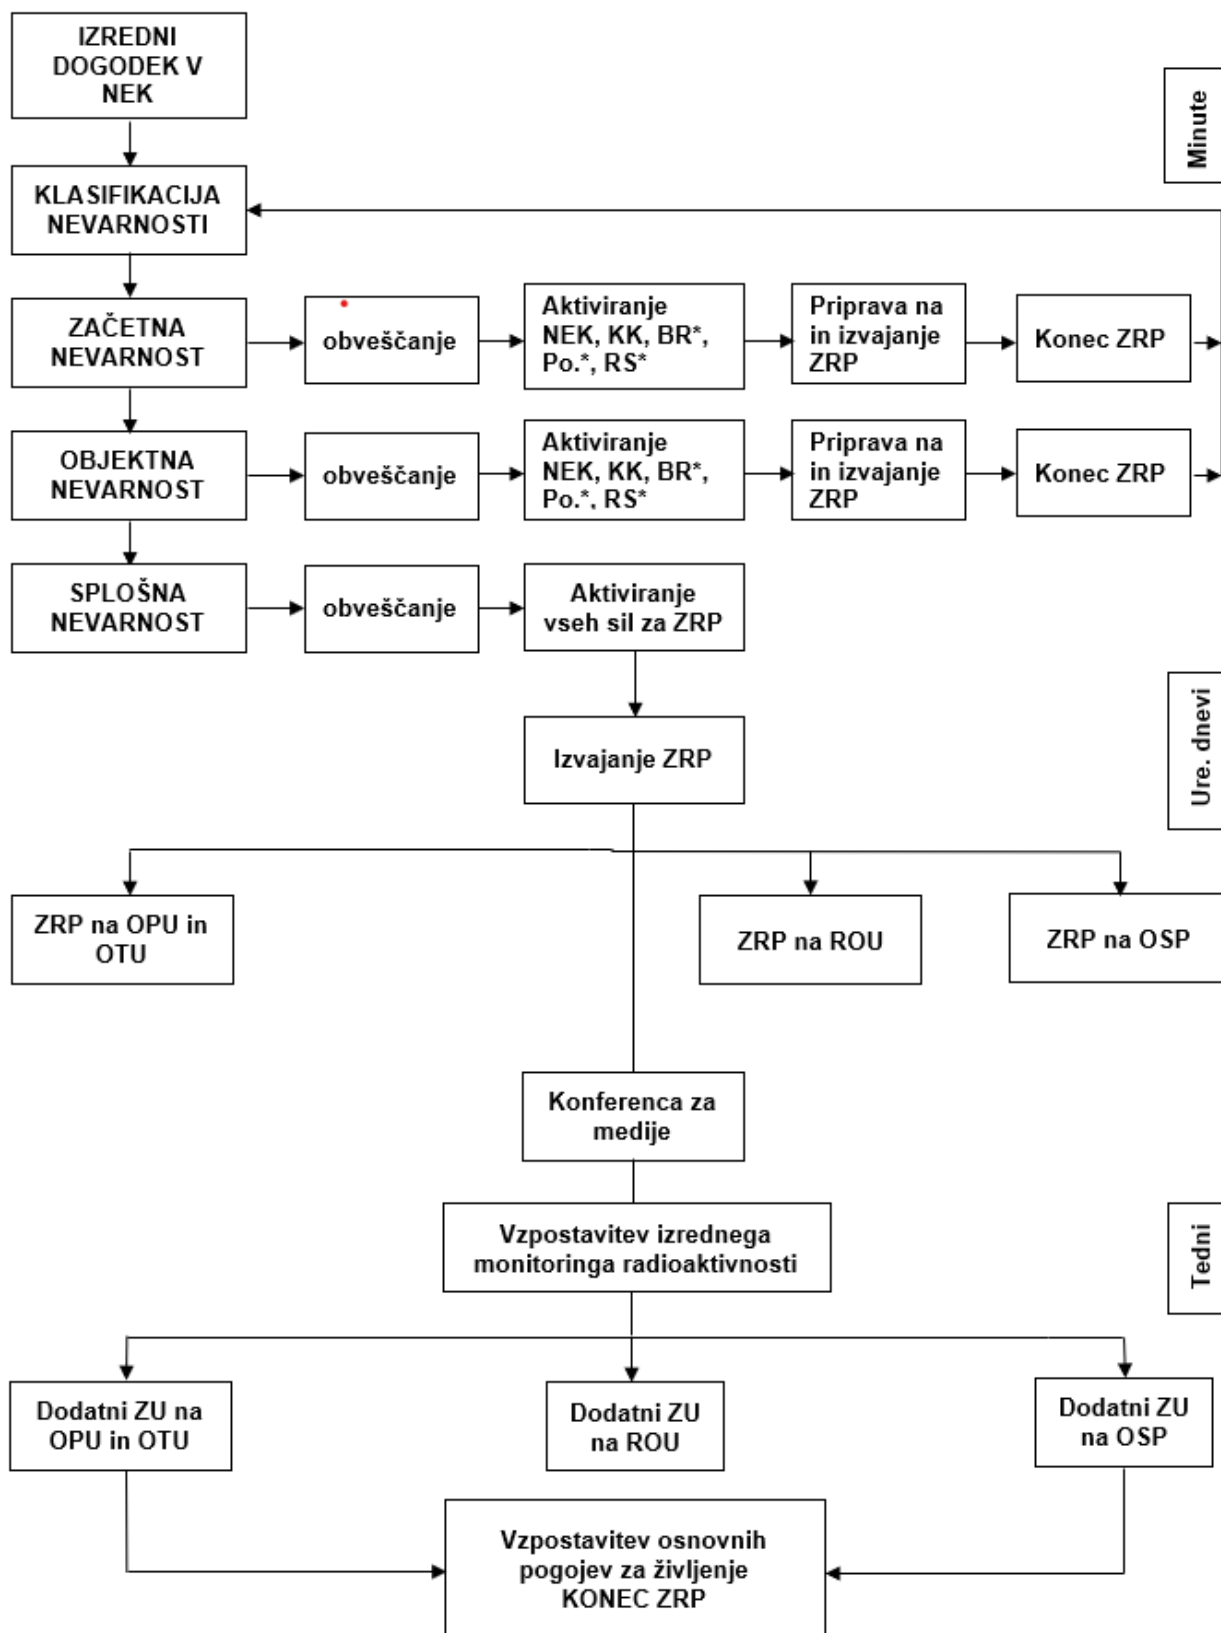 IZREDNI
DOGODEK V
NEK
Minute
KLASIFIKACIJA
NEVARNOSTI
ZAČETNA
NEVARNOST
obveščanje
Aktiviranje
NEK, KK, BR*,
Po.*, RS*
Priprava na
in izvajanje
ZRP
Konec ZRP
OBJEKTNA
NEVARNOST
obveščanje
Aktiviranje
NEK, KK, BR*,
Po.*, RS*
Priprava na
in izvajanje
ZRP
Konec ZRP
SPLOŠNA
NEVARNOST
obveščanje
Aktiviranje
vseh sil za ZRP
Ure. dnevi
Izvajanje ZRP
ZRP na OPU in
OTU
ZRP na ROU
ZRP na OSP
Konferenca za
medije
Vzpostavitev izrednega
monitoringa radioaktivnosti
Tedni
Dodatni ZU na
OPU in OTU
Dodatni ZU
na ROU
Dodatni ZU
na OSP
Vzpostavitev osnovnih
pogojev za življenje
KONEC ZRP